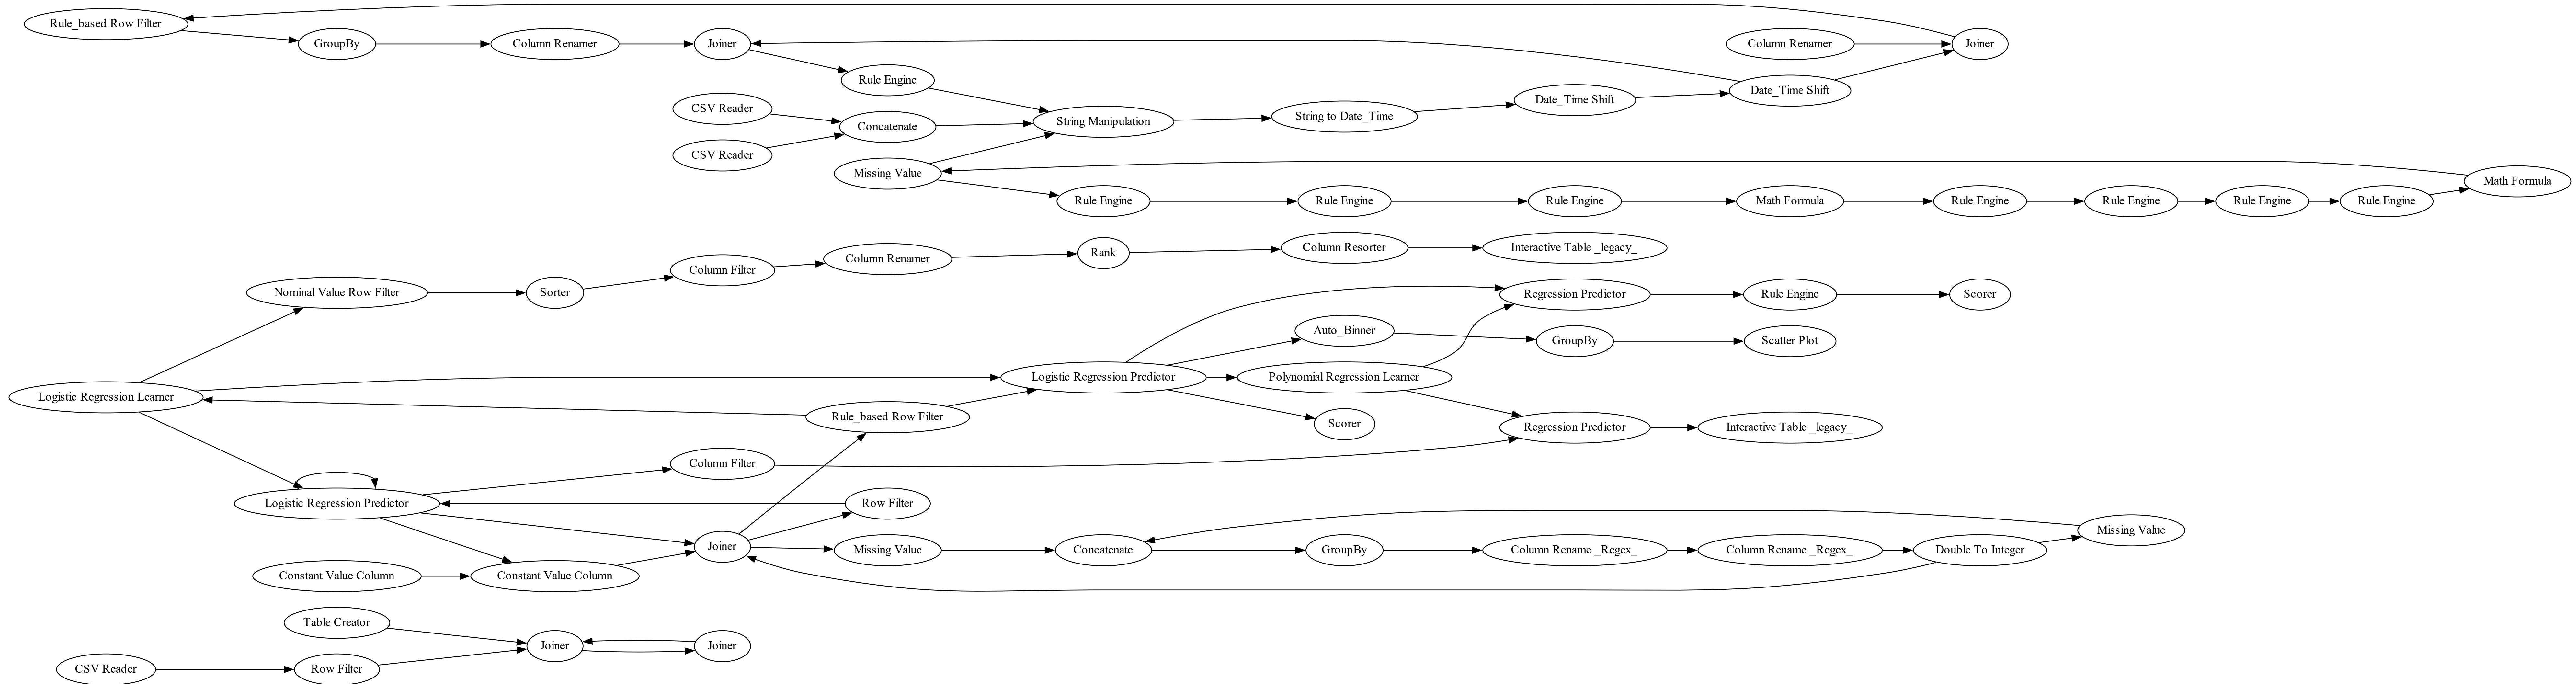 Rule_based Row Filter
GroupBy
Column Renamer
Joiner
Column Renamer
Joiner
Rule Engine
Date_Time Shift
Date_Time Shift
CSV Reader
Concatenate
String Manipulation
String to Date_Time
CSV Reader
Missing Value
Math Formula
Rule Engine
Rule Engine
Rule Engine
Math Formula
Rule Engine
Rule Engine
Rule Engine
Rule Engine
Nominal Value Row Filter
Sorter
Column Filter
Column Renamer
Rank
Column Resorter
Interactive Table _legacy_
Regression Predictor
Rule Engine
Scorer
Auto_Binner
GroupBy
Scatter Plot
Logistic Regression Learner
Logistic Regression Predictor
Polynomial Regression Learner
Rule_based Row Filter
Scorer
Regression Predictor
Interactive Table _legacy_
Column Filter
Logistic Regression Predictor
Row Filter
Joiner
Missing Value
Concatenate
GroupBy
Column Rename _Regex_
Column Rename _Regex_
Double To Integer
Missing Value
Constant Value Column
Constant Value Column
Table Creator
Joiner
Joiner
CSV Reader
Row Filter